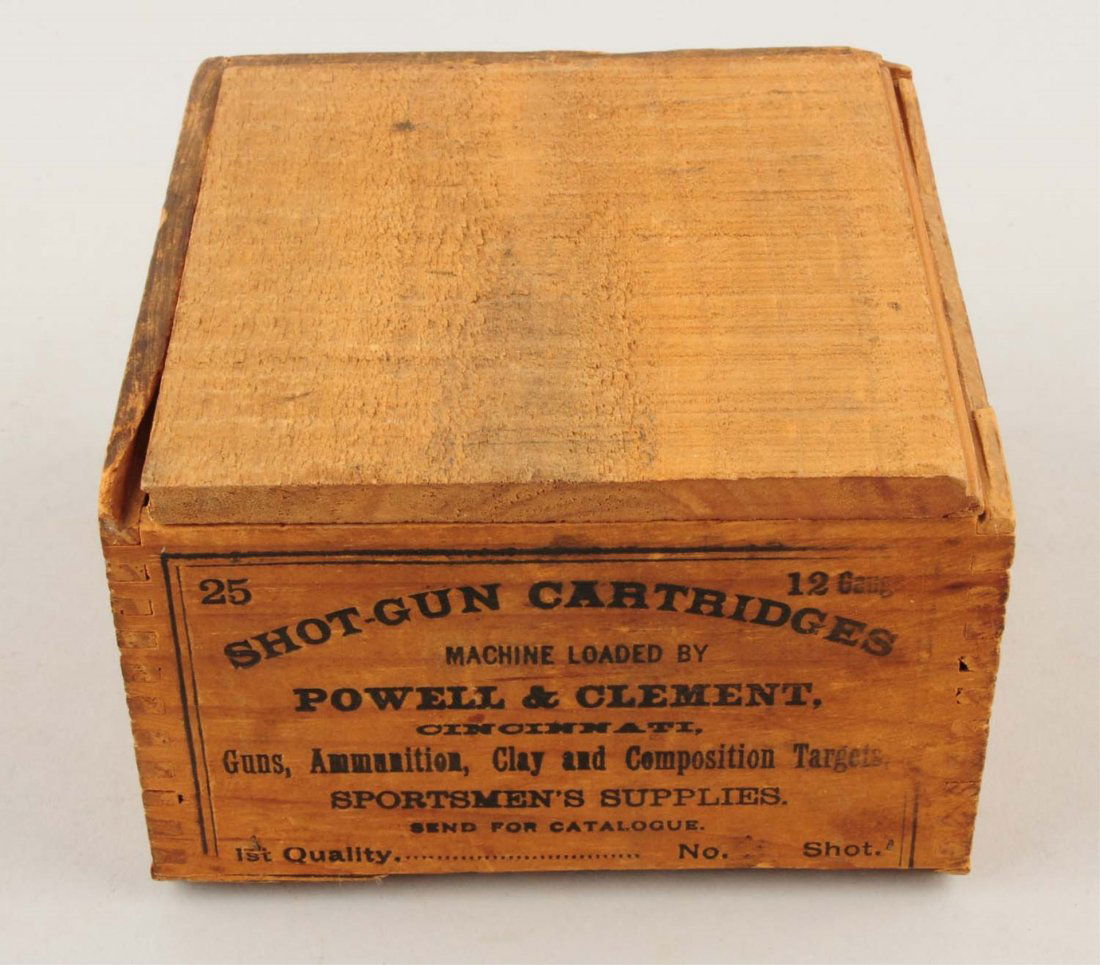 25 12 Gaug
SHOT-GUN CARTRIDGES
MACHINE LOADED BY
POWELL & CLEMENT,
CINCINNATI,
Guns, Ammunition, Clay and Composition Targets,
SPORTSMEN'S SUPPLIES.
SEND FOR CATALOGUE.
1st Quality............................ No. Shot.